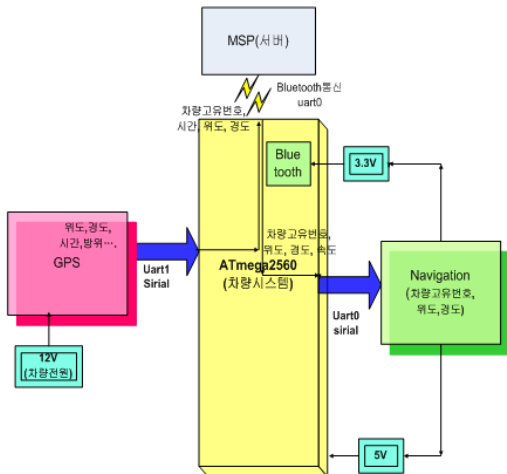 MSP(서버)
Bluetooth통신
uart0
차량고유번호,
시간, 위도, 경도
Blue
tooth
3.3V
위도,경도,
시간,방위….
GPS
Uart1
Sirial
차량고유번호,
위도, 경도, 속도
ATmega2560
(차량시스템)
Uart0
sirial
Navigation
(차량고유번호,
위도,경도)
12V
(차량전원)
5V